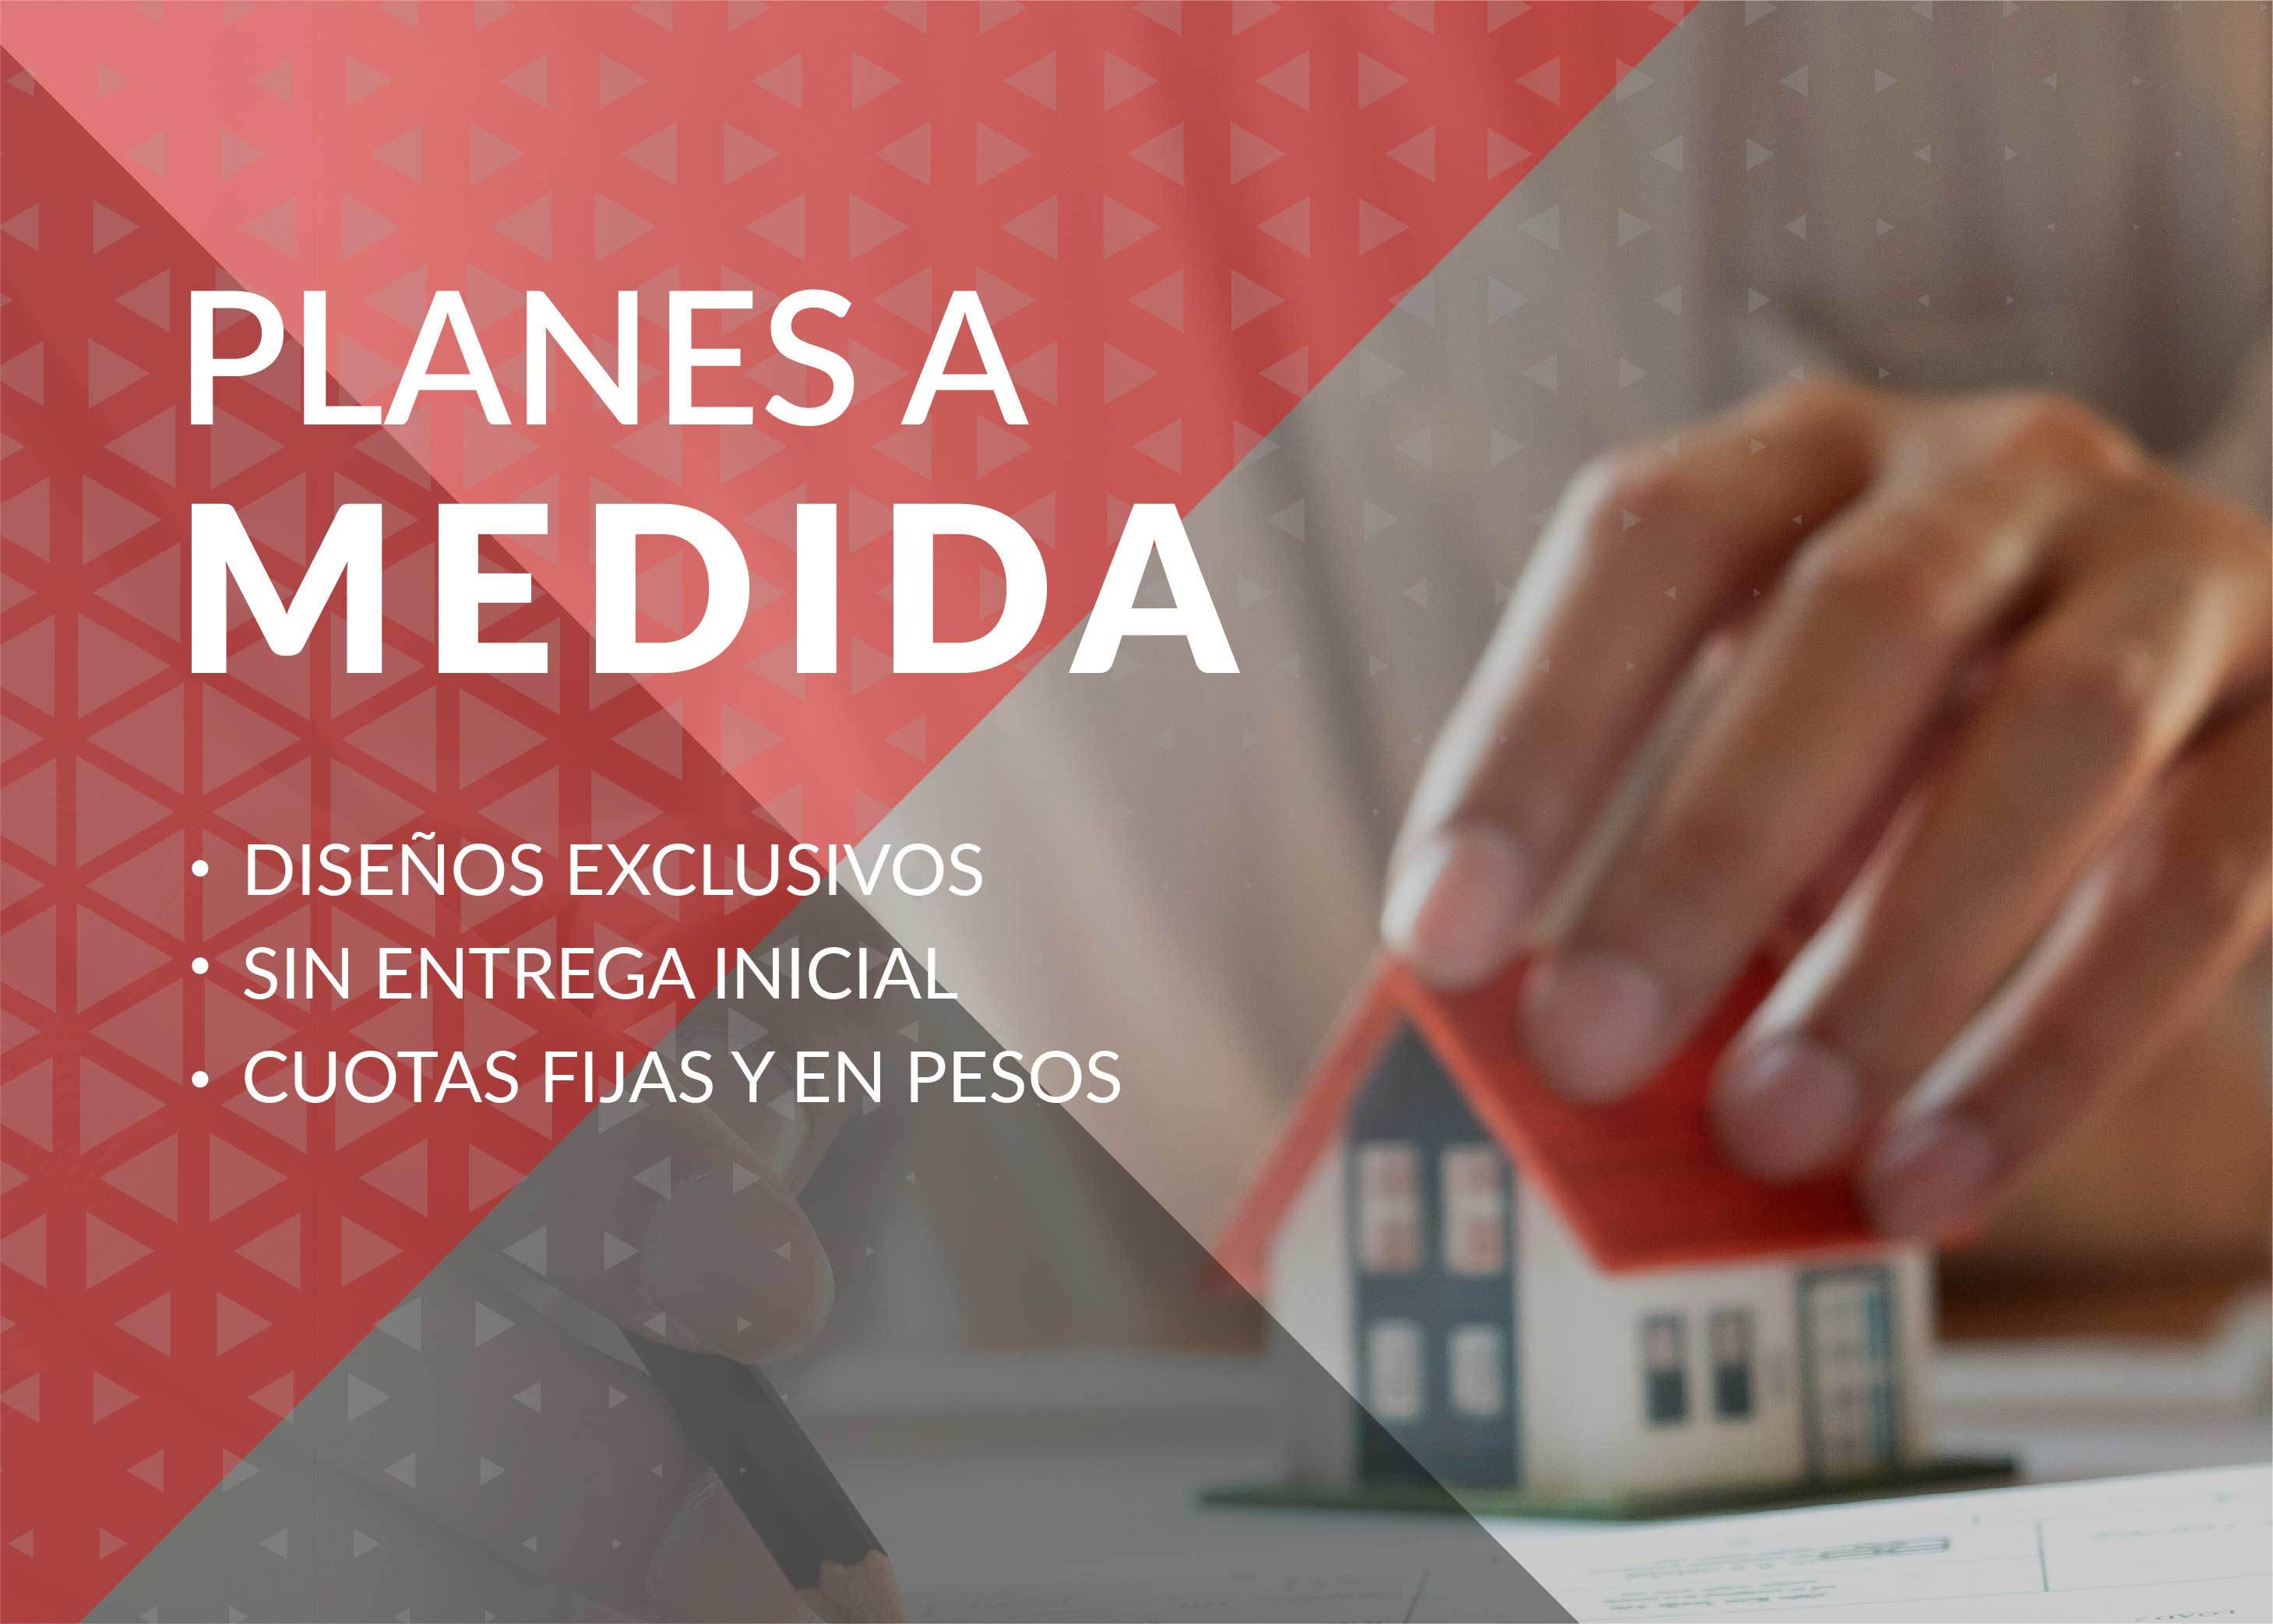 PLANES A
MEDIDA
• DISEÑOS EXCLUSIVOS
• SIN ENTREGA INICIAL
• CUOTAS FIJAS Y EN PESOS